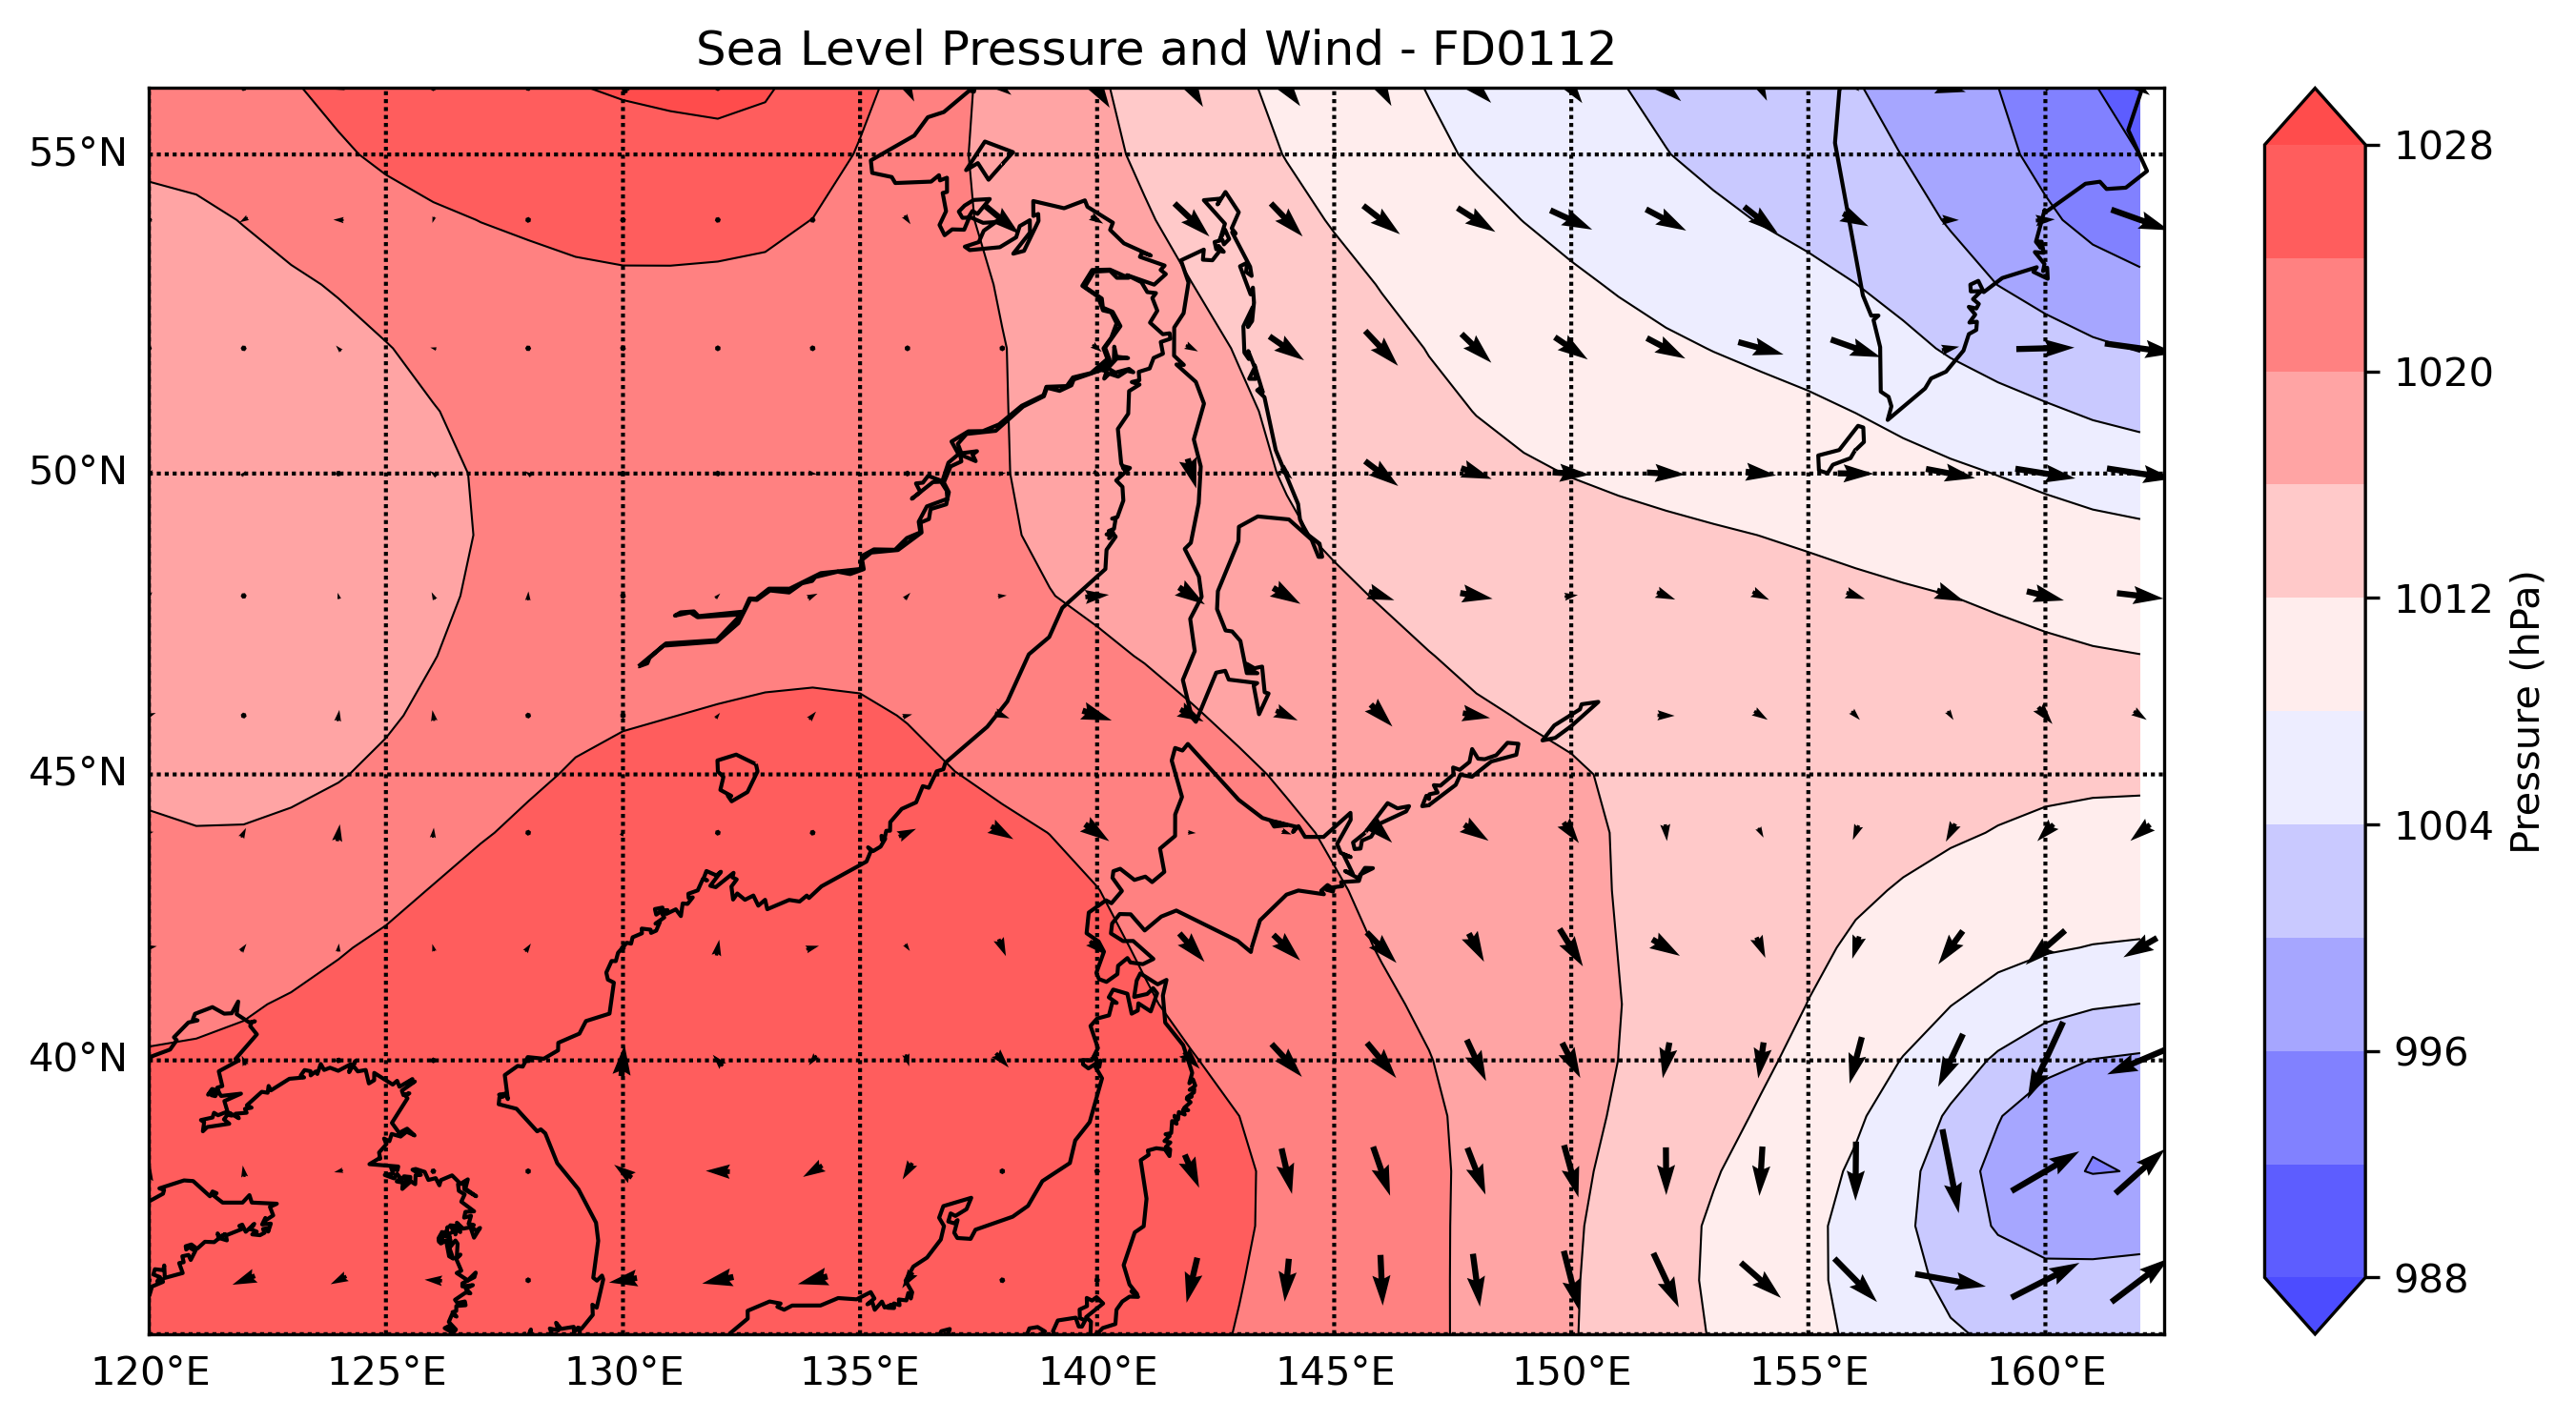 Sea Level Pressure and Wind - FD0112
55°N
50°N
45°N
40°N
120°E
125°E
130°E
135°E
140°E
145°E
150°E
155°E
160°E
1028
1020
1012
1004
996
988
Pressure (hPa)